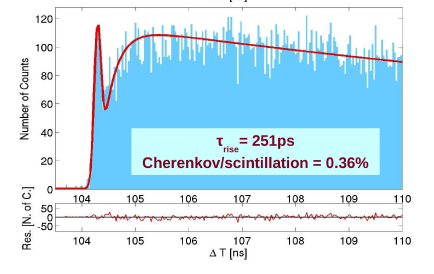 120
100
80
60
40
20
0
Number of Counts
τrise= 251ps
Cherenkov/scintillation = 0.36%
104 105 106 107 108 109 110
Res. [N. of C.]
50
0
-50
104 105 106 107 108 109 110
Δ T [ns]